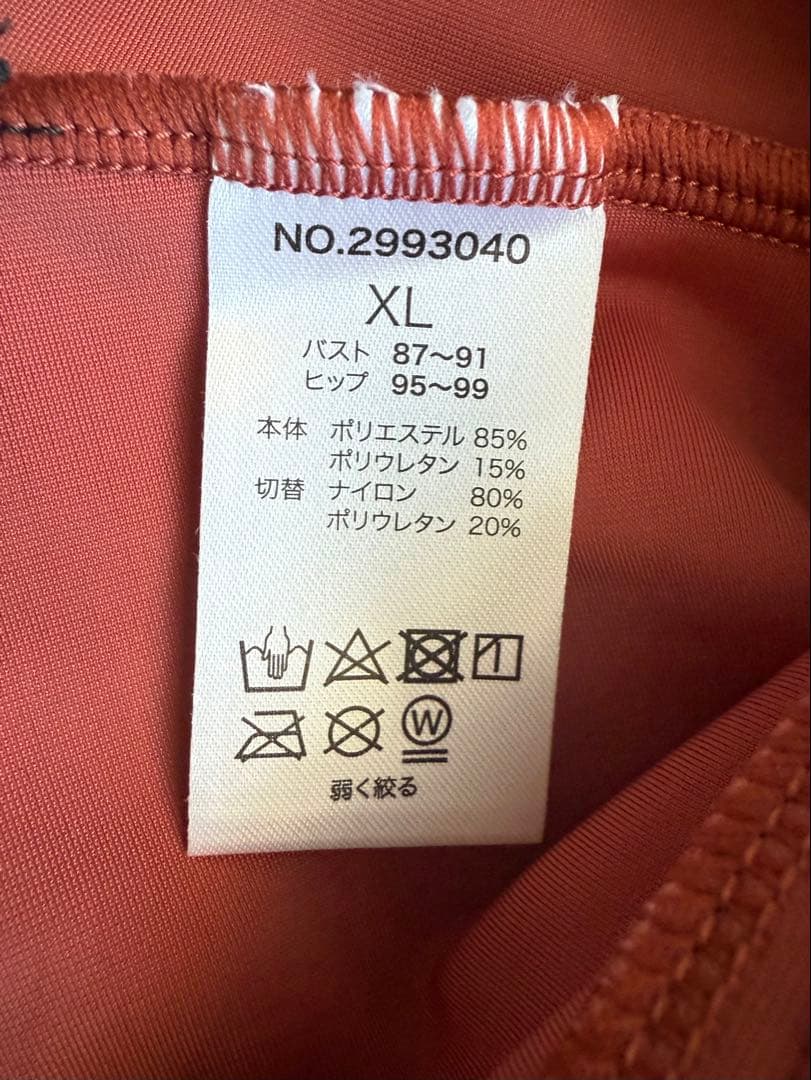 NO.2993040
XL
バスト 87～91
ヒップ 95～99
本体 ポリエステル 85%
ポリウレタン 15%
切替 ナイロン 80%
ポリウレタン 20%
W
弱く絞る